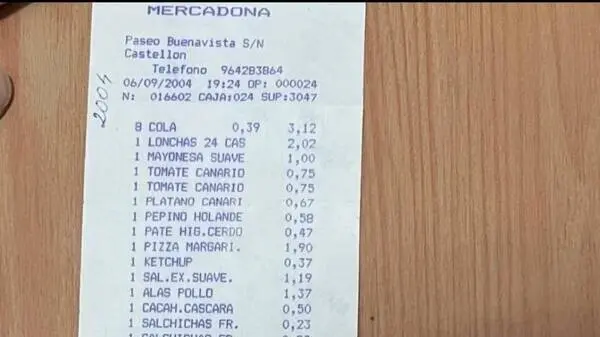 MERCADONA
Paseo Buenavista S/N
Castellon
Telefono 964283864
06/09/2004 19:24 OP: 000024
N: 016602 CAJA:024 SUP:3047
2004
8 COLA 0,39 3,12
1 LONCHAS 24 CAS 2,02
1 MAYONESA SUAVE 1,00
1 TOMATE CANARIO 0,75
1 TOMATE CANARIO 0,75
1 PLATANO CANARI 0,67
1 PEPINO HOLANDE 0,58
1 PATE HIG.CERDO 0,47
1 PIZZA MARGARI. 1,90
1 KETCHUP 0,37
1 SAL.EX.SUAVE. 1,19
1 ALAS POLLO 1,37
1 CACAH.CASCARA 0,50
1 SALCHICHAS FR. 0,23